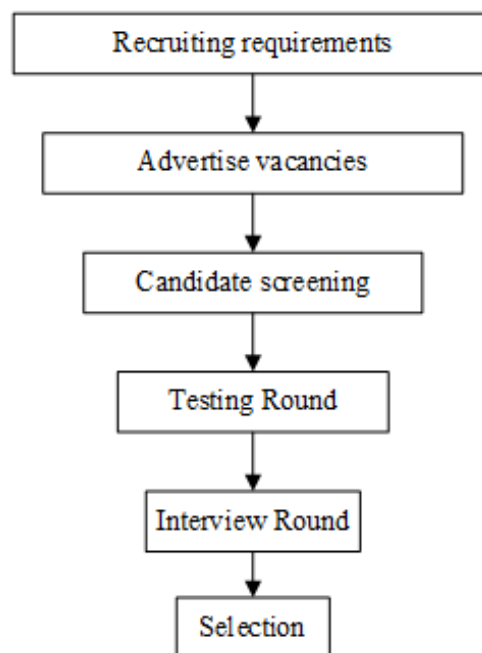 Recruiting requirements
Advertise vacancies
Candidate screening
Testing Round
Interview Round
Selection